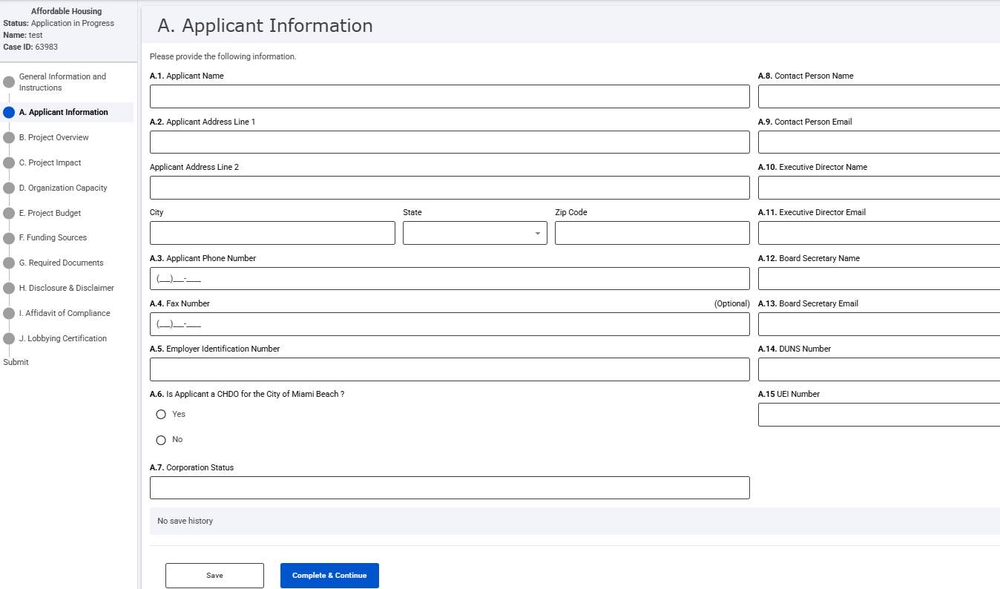 Affordable Housing
Status: Application in Progress
Name: test
Case ID: 63983
General Information and
Instructions
A. Applicant Information
B. Project Overview
C. Project Impact
D. Organization Capacity
E. Project Budget
F. Funding Sources
G. Required Documents
H. Disclosure & Disclaimer
I. Affidavit of Compliance
J. Lobbying Certification
Submit
A. Applicant Information
Please provide the following information.
A.1. Applicant Name
A.2. Applicant Address Line 1
Applicant Address Line 2
City State Zip Code
A.3. Applicant Phone Number
(___)___-____
A.4. Fax Number (Optional)
(___)___-____
A.5. Employer Identification Number
A.6. Is Applicant a CHDO for the City of Miami Beach ?
Yes
No
A.7. Corporation Status
A.8. Contact Person Name
A.9. Contact Person Email
A.10. Executive Director Name
A.11. Executive Director Email
A.12. Board Secretary Name
A.13. Board Secretary Email
A.14. DUNS Number
A.15 UEI Number
No save history
Save Complete & Continue